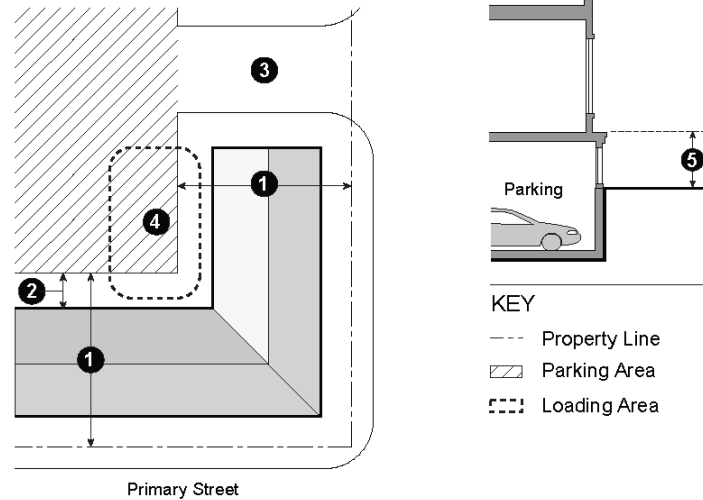 3
1
4
2
1
Primary Street
5
Parking
KEY
Property Line
Parking Area
Loading Area